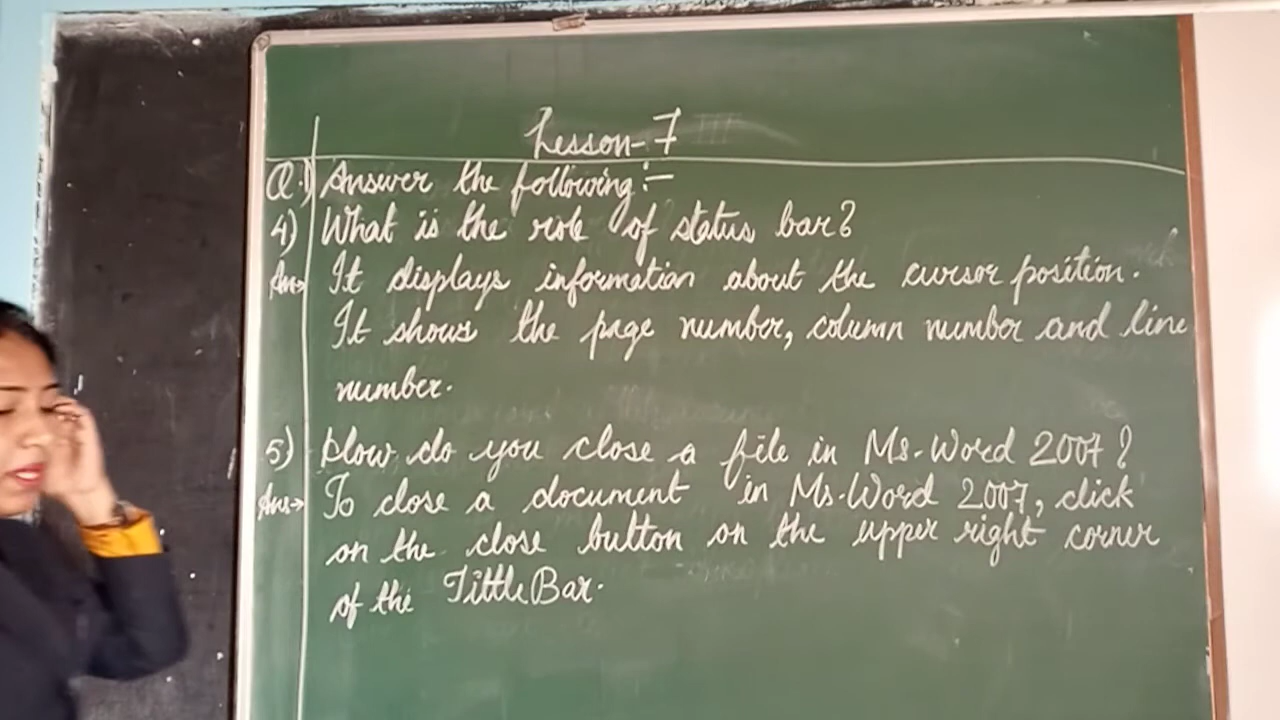 Lesson-7
Q.1) Answer the following:-
4) What is the role of status bar?
Ans→ It displays information about the cursor position.
It shows the page number, column number and line
number.
5) How do you close a file in Ms-Word 2007?
Ans→ To close a document in Ms-Word 2007, click
on the close button on the upper right corner
of the Tittle Bar.